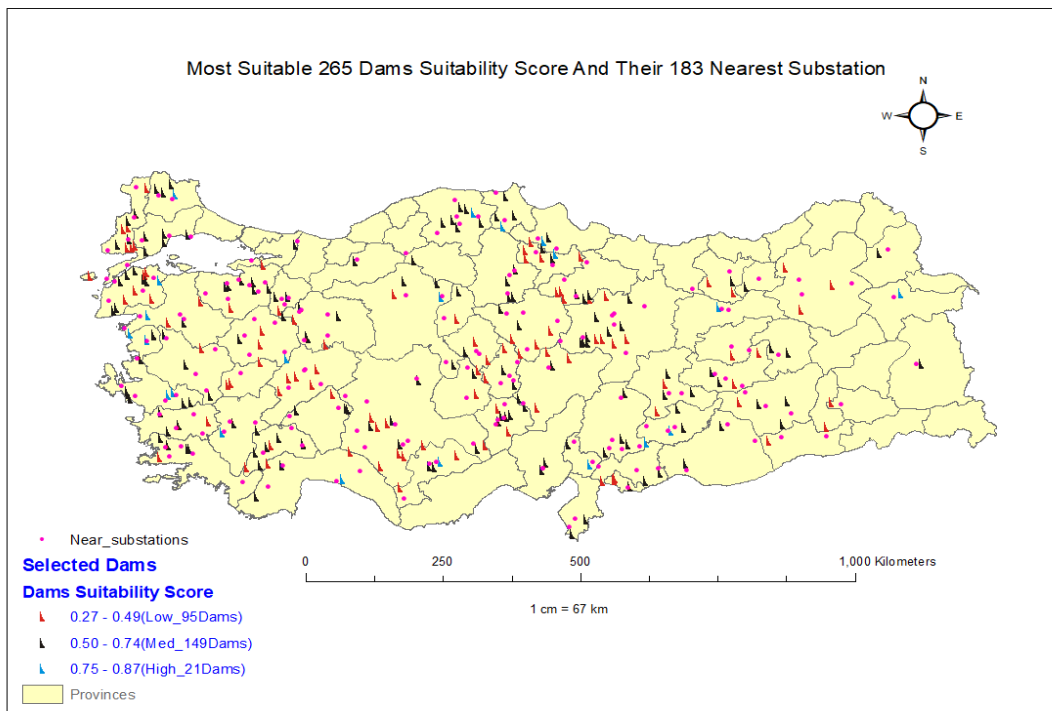 Most Suitable 265 Dams Suitability Score And Their 183 Nearest Substation
N
W E
S
Near_substations
Selected Dams
Dams Suitability Score
0.27 - 0.49(Low_95Dams)
0.50 - 0.74(Med_149Dams)
0.75 - 0.87(High_21Dams)
Provinces
0 250 500 1,000 Kilometers
1 cm = 67 km